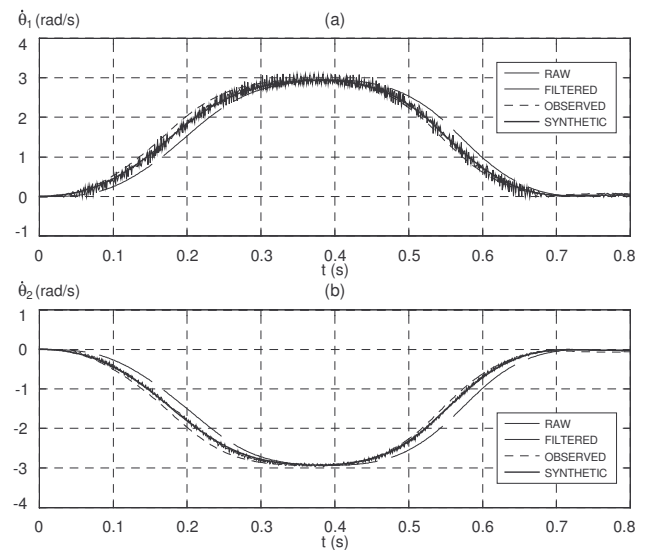 θ̇1 (rad/s)
(a)
4
3
2
1
0
-1
RAW
FILTERED
OBSERVED
SYNTHETIC
0 0.1 0.2 0.3 0.4 0.5 0.6 0.7 0.8
t (s)
θ̇2 (rad/s)
(b)
1
0
-1
-2
-3
-4
RAW
FILTERED
OBSERVED
SYNTHETIC
0 0.1 0.2 0.3 0.4 0.5 0.6 0.7 0.8
t (s)